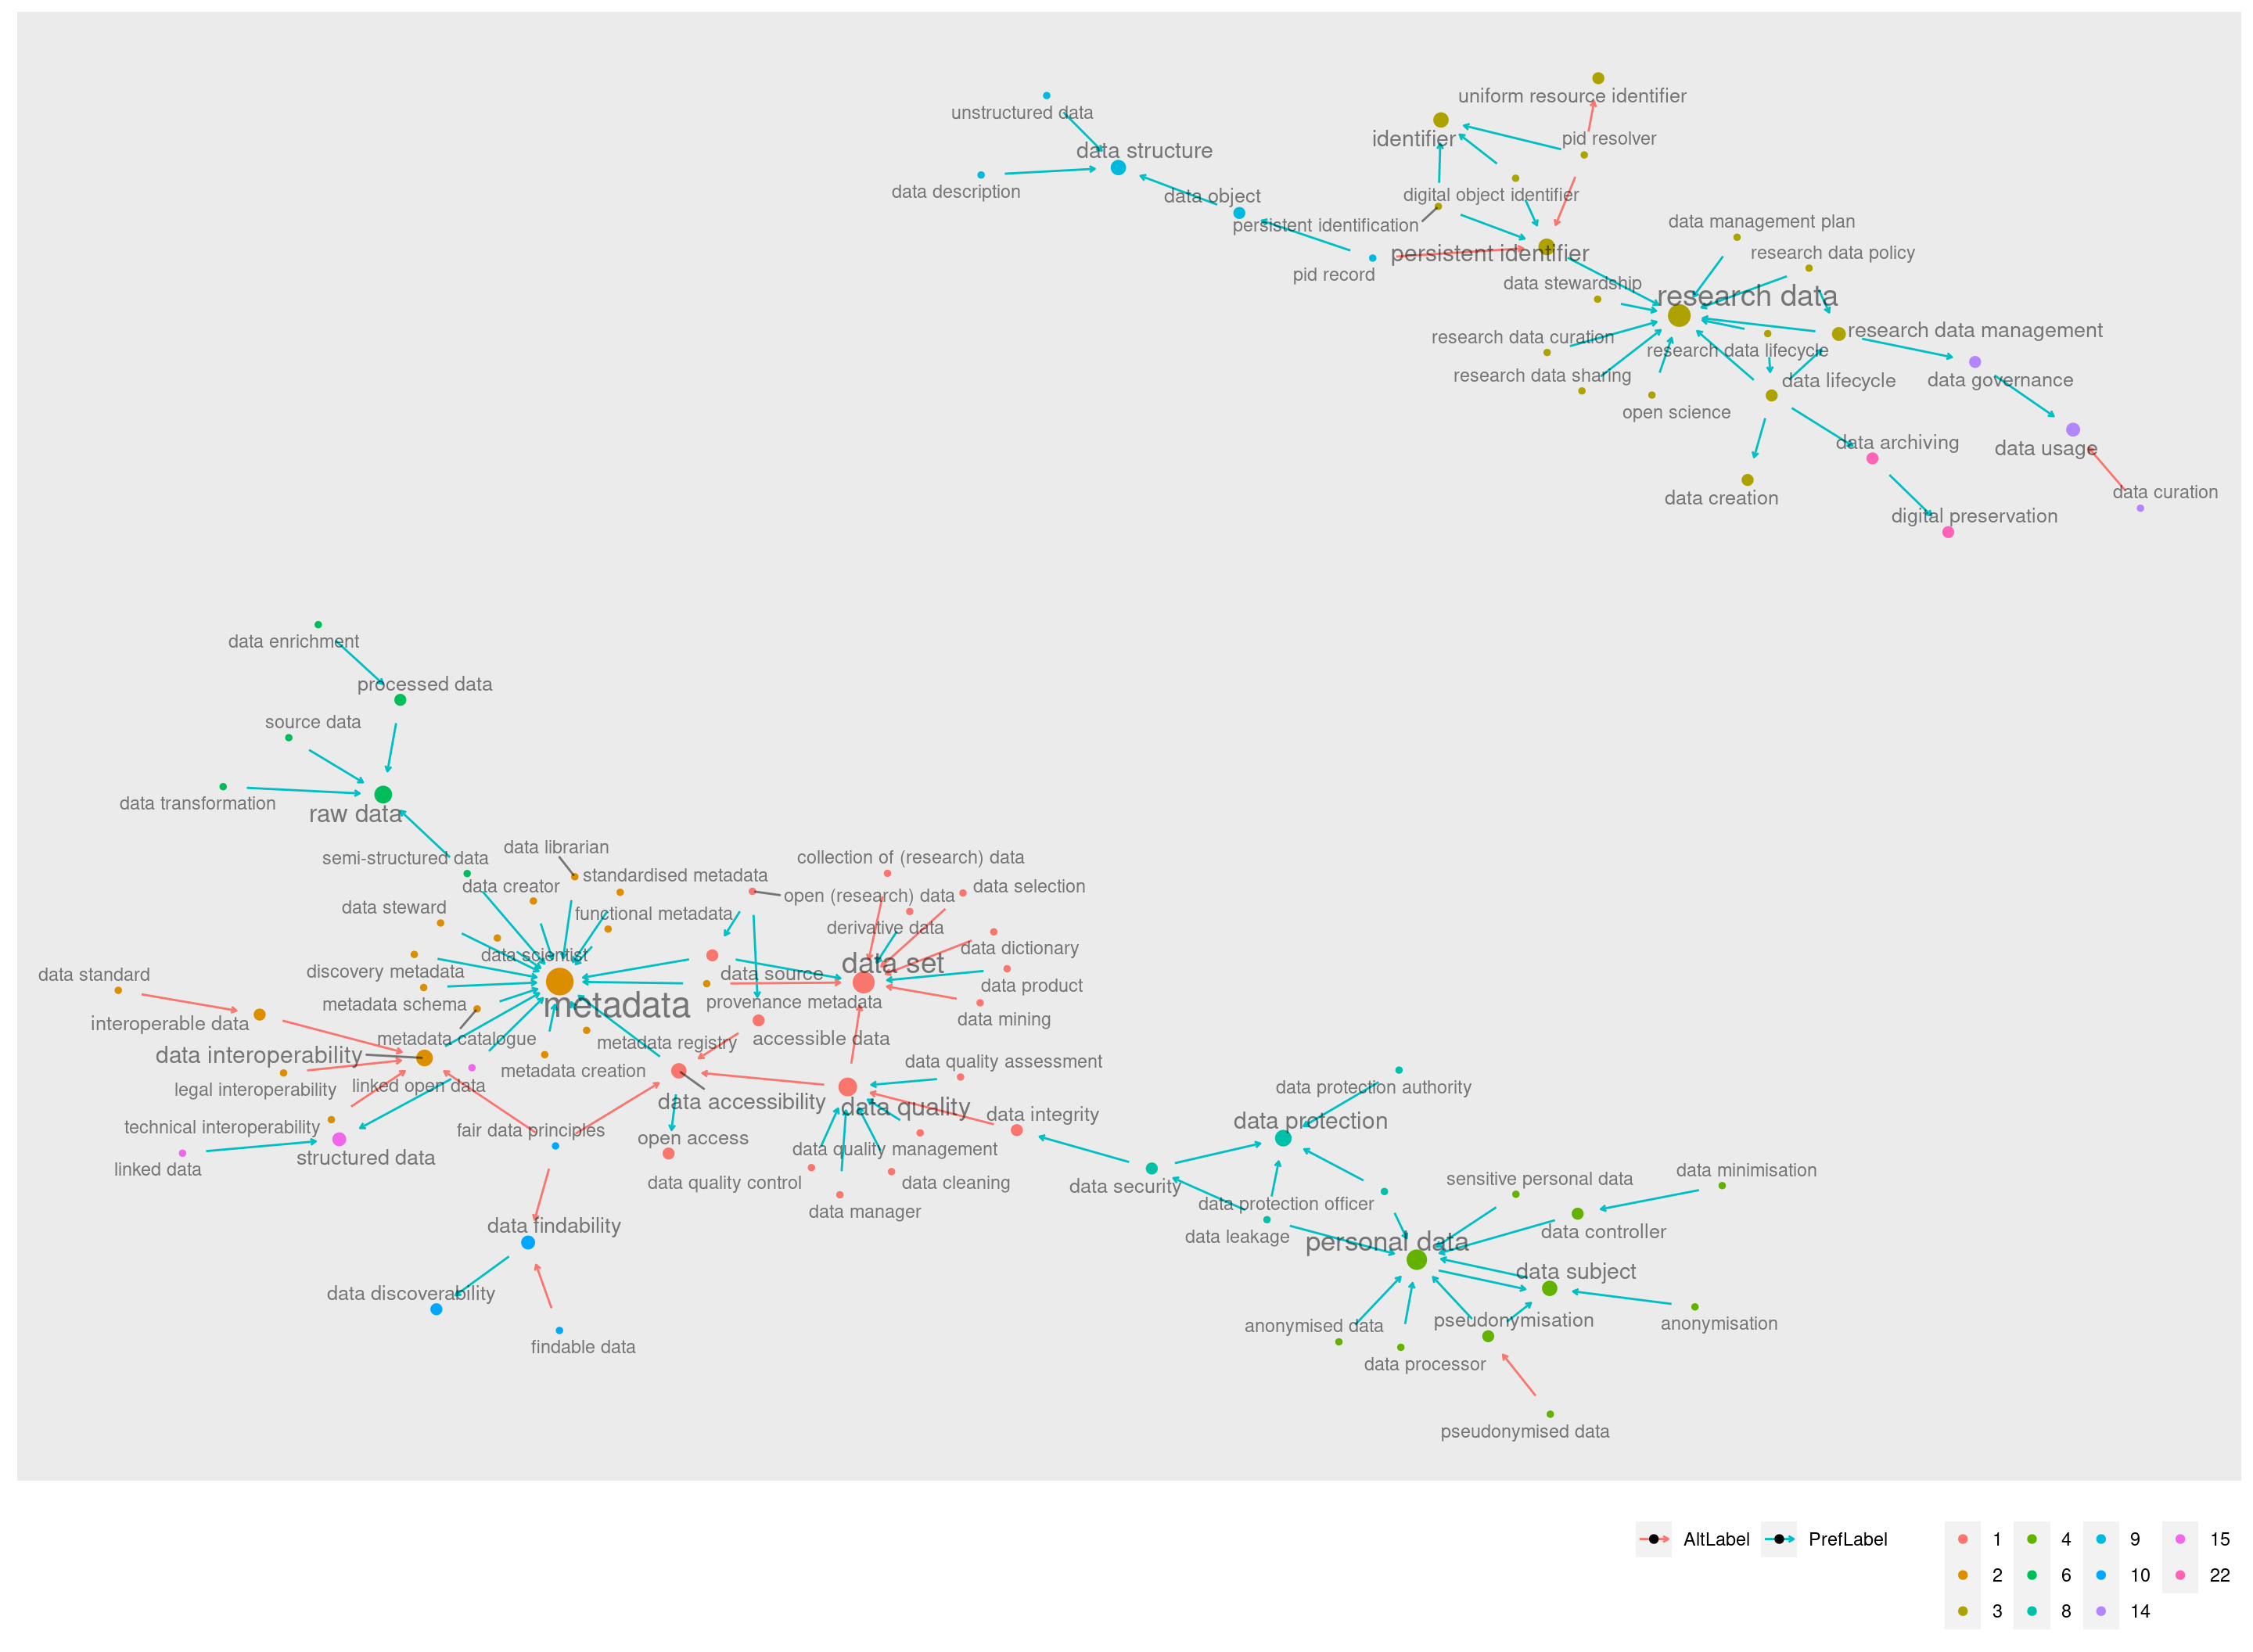 uniform resource identifier
unstructured data
identifier
pid resolver
data structure
data description
data object
digital object identifier
persistent identification
data management plan
persistent identifier
research data policy
pid record
data stewardship
research data
research data management
research data curation
research data lifecycle
research data sharing
data lifecycle
data governance
open science
data archiving
data usage
data creation
data curation
digital preservation
data enrichment
processed data
source data
data transformation
raw data
data librarian
semi-structured data
collection of (research) data
standardised metadata
data creator
data selection
open (research) data
data steward
functional metadata
derivative data
data scientist
data dictionary
data set
discovery metadata
data standard
data source
data product
metadata schema
metadata
provenance metadata
data mining
interoperable data
metadata catalogue
metadata registry
accessible data
data interoperability
data quality assessment
metadata creation
legal interoperability
linked open data
data protection authority
data accessibility
data quality
data integrity
data protection
technical interoperability
fair data principles
open access
data quality management
structured data
linked data
data minimisation
sensitive personal data
data quality control
data cleaning
data security
data protection officer
data manager
data findability
data leakage
personal data
data controller
data subject
data discoverability
anonymised data
pseudonymisation
anonymisation
findable data
data processor
pseudonymised data
AltLabel
PrefLabel
1
4
9
15
2
6
10
22
3
8
14